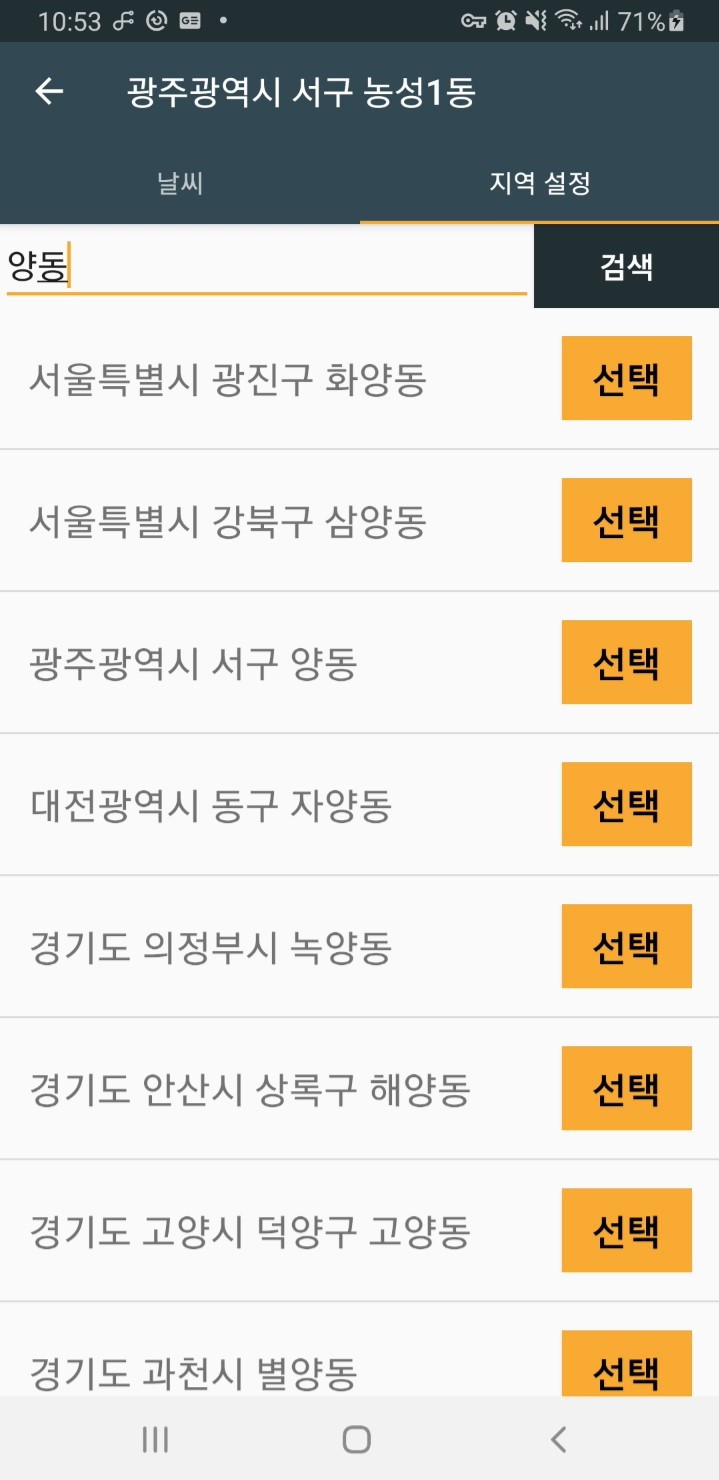 10:53 GE 71%
광주광역시 서구 농성1동
날씨 지역 설정
양동 검색
서울특별시 광진구 화양동 선택
서울특별시 강북구 삼양동 선택
광주광역시 서구 양동 선택
대전광역시 동구 자양동 선택
경기도 의정부시 녹양동 선택
경기도 안산시 상록구 해양동 선택
경기도 고양시 덕양구 고양동 선택
경기도 과천시 별양동 선택